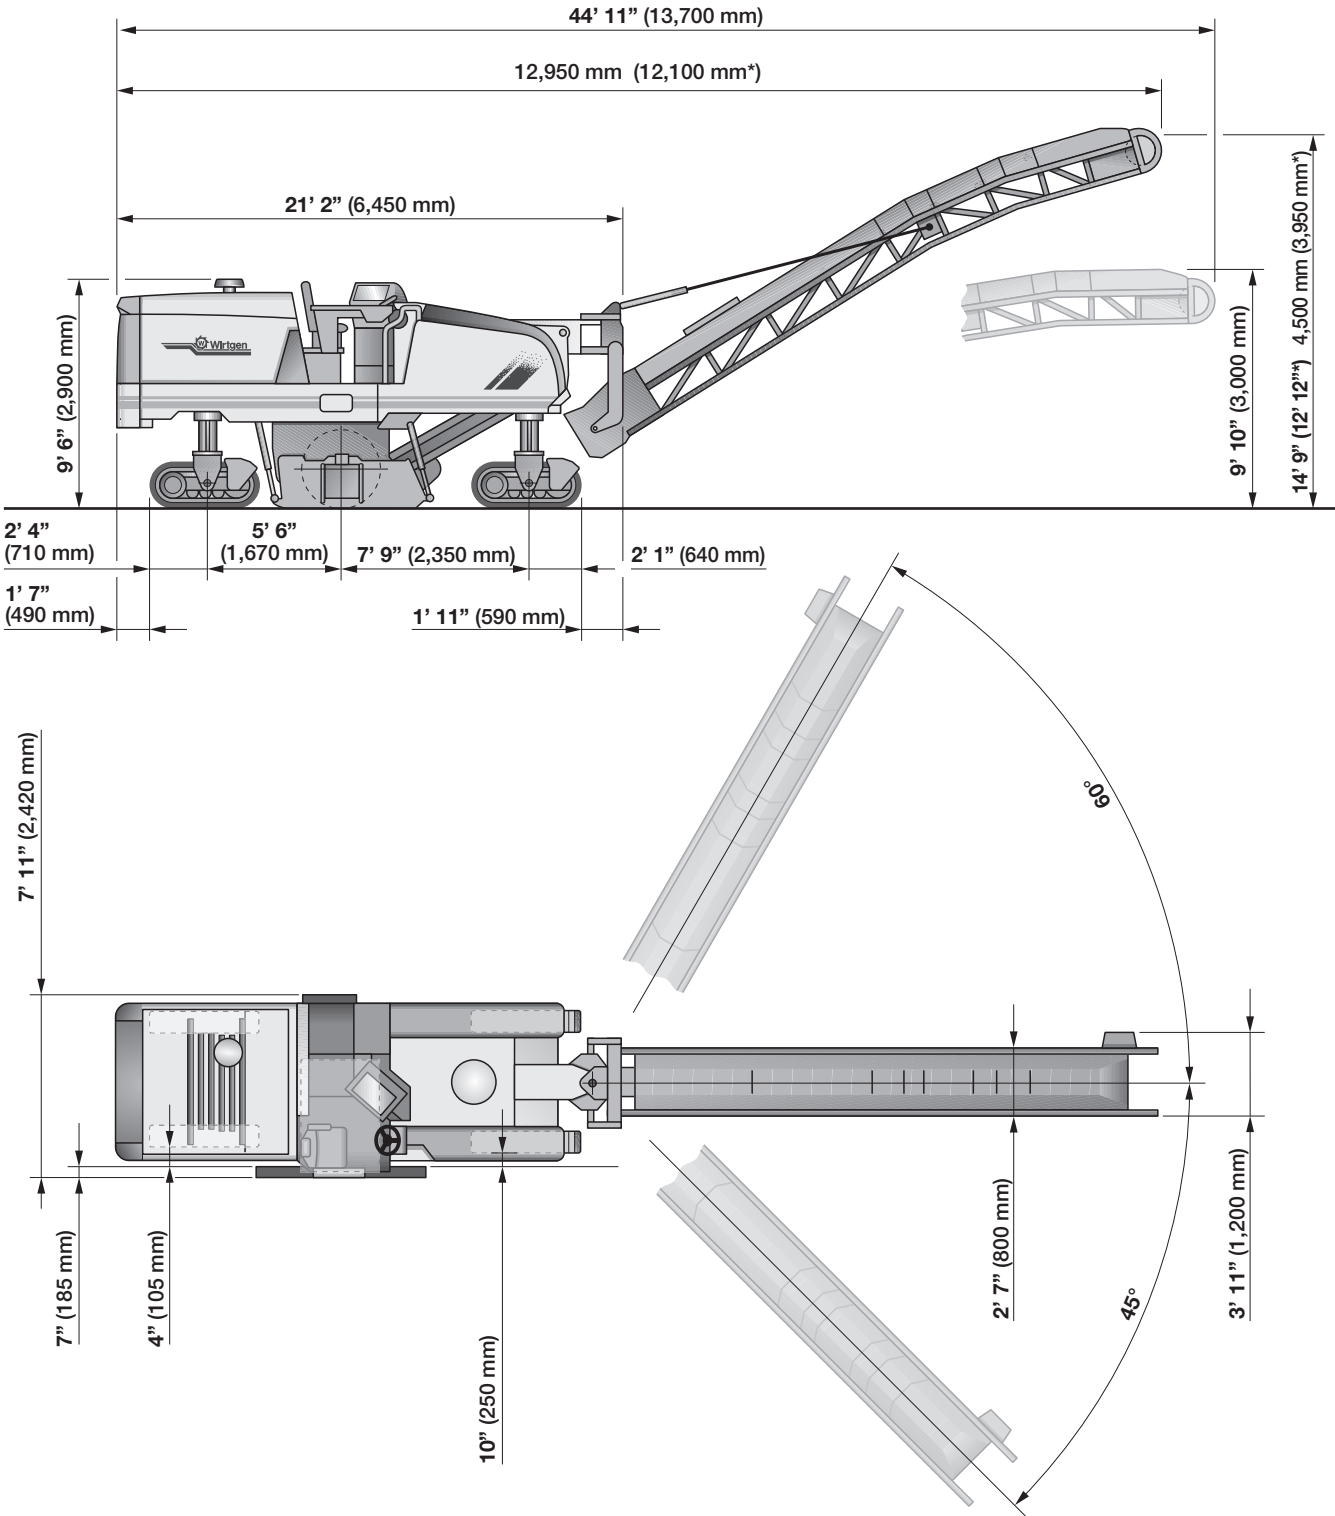 44’ 11” (13,700 mm)
12,950 mm (12,100 mm*)
21’ 2” (6,450 mm)
9’ 6” (2,900 mm)
Wirtgen
9’ 10” (3,000 mm)
14’ 9” (12’ 12”*) 4,500 mm (3,950 mm*)
2’ 4”
(710 mm)
5’ 6”
(1,670 mm)
7’ 9” (2,350 mm)
2’ 1” (640 mm)
1’ 7”
(490 mm)
1’ 11” (590 mm)
7’ 11” (2,420 mm)
60°
7” (185 mm)
4” (105 mm)
10” (250 mm)
2’ 7” (800 mm)
45°
3’ 11” (1,200 mm)